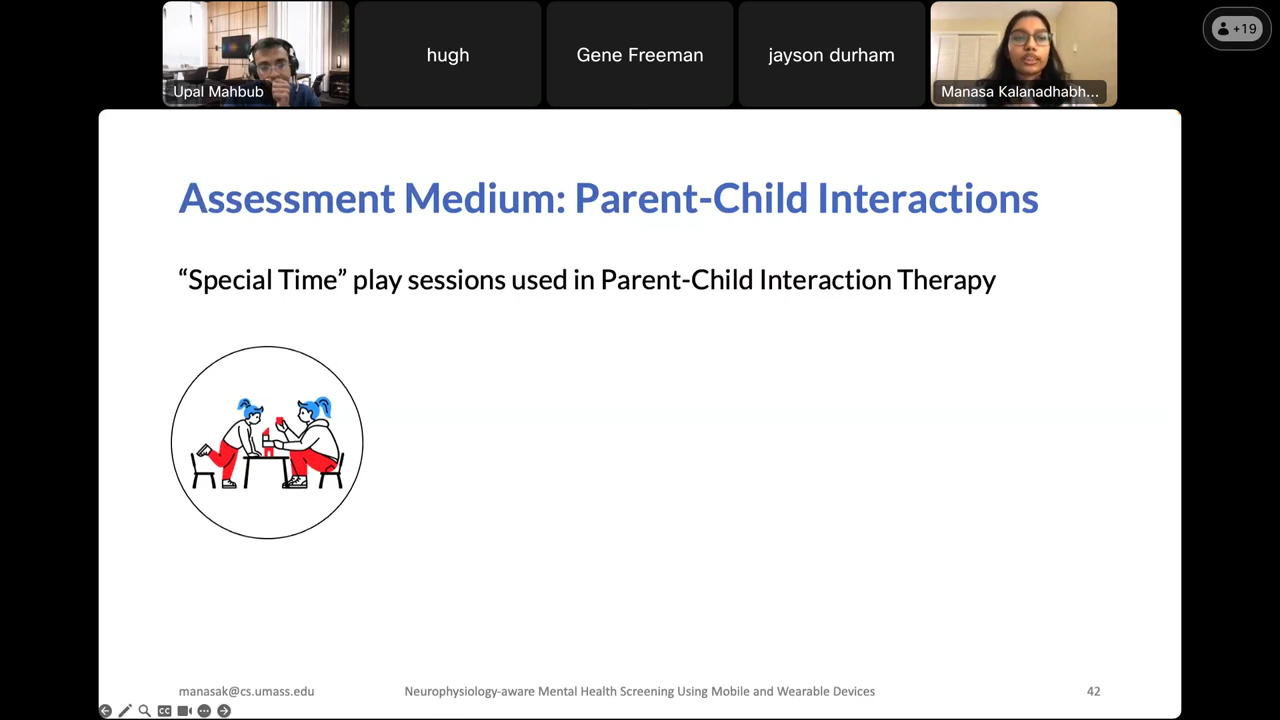 Upal Mahbub
hugh
Gene Freeman
jayson durham
Manasa Kalanadhabh...
+19
Assessment Medium: Parent-Child Interactions
“Special Time” play sessions used in Parent-Child Interaction Therapy
manasak@cs.umass.edu
Neurophysiology-aware Mental Health Screening Using Mobile and Wearable Devices
42
CC